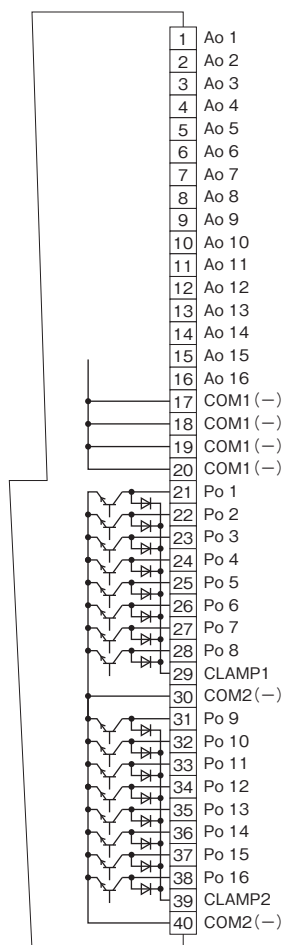 1 Ao 1
2 Ao 2
3 Ao 3
4 Ao 4
5 Ao 5
6 Ao 6
7 Ao 7
8 Ao 8
9 Ao 9
10 Ao 10
11 Ao 11
12 Ao 12
13 Ao 13
14 Ao 14
15 Ao 15
16 Ao 16
17 COM1(−)
18 COM1(−)
19 COM1(−)
20 COM1(−)
21 Po 1
22 Po 2
23 Po 3
24 Po 4
25 Po 5
26 Po 6
27 Po 7
28 Po 8
29 CLAMP1
30 COM2(−)
31 Po 9
32 Po 10
33 Po 11
34 Po 12
35 Po 13
36 Po 14
37 Po 15
38 Po 16
39 CLAMP2
40 COM2(−)